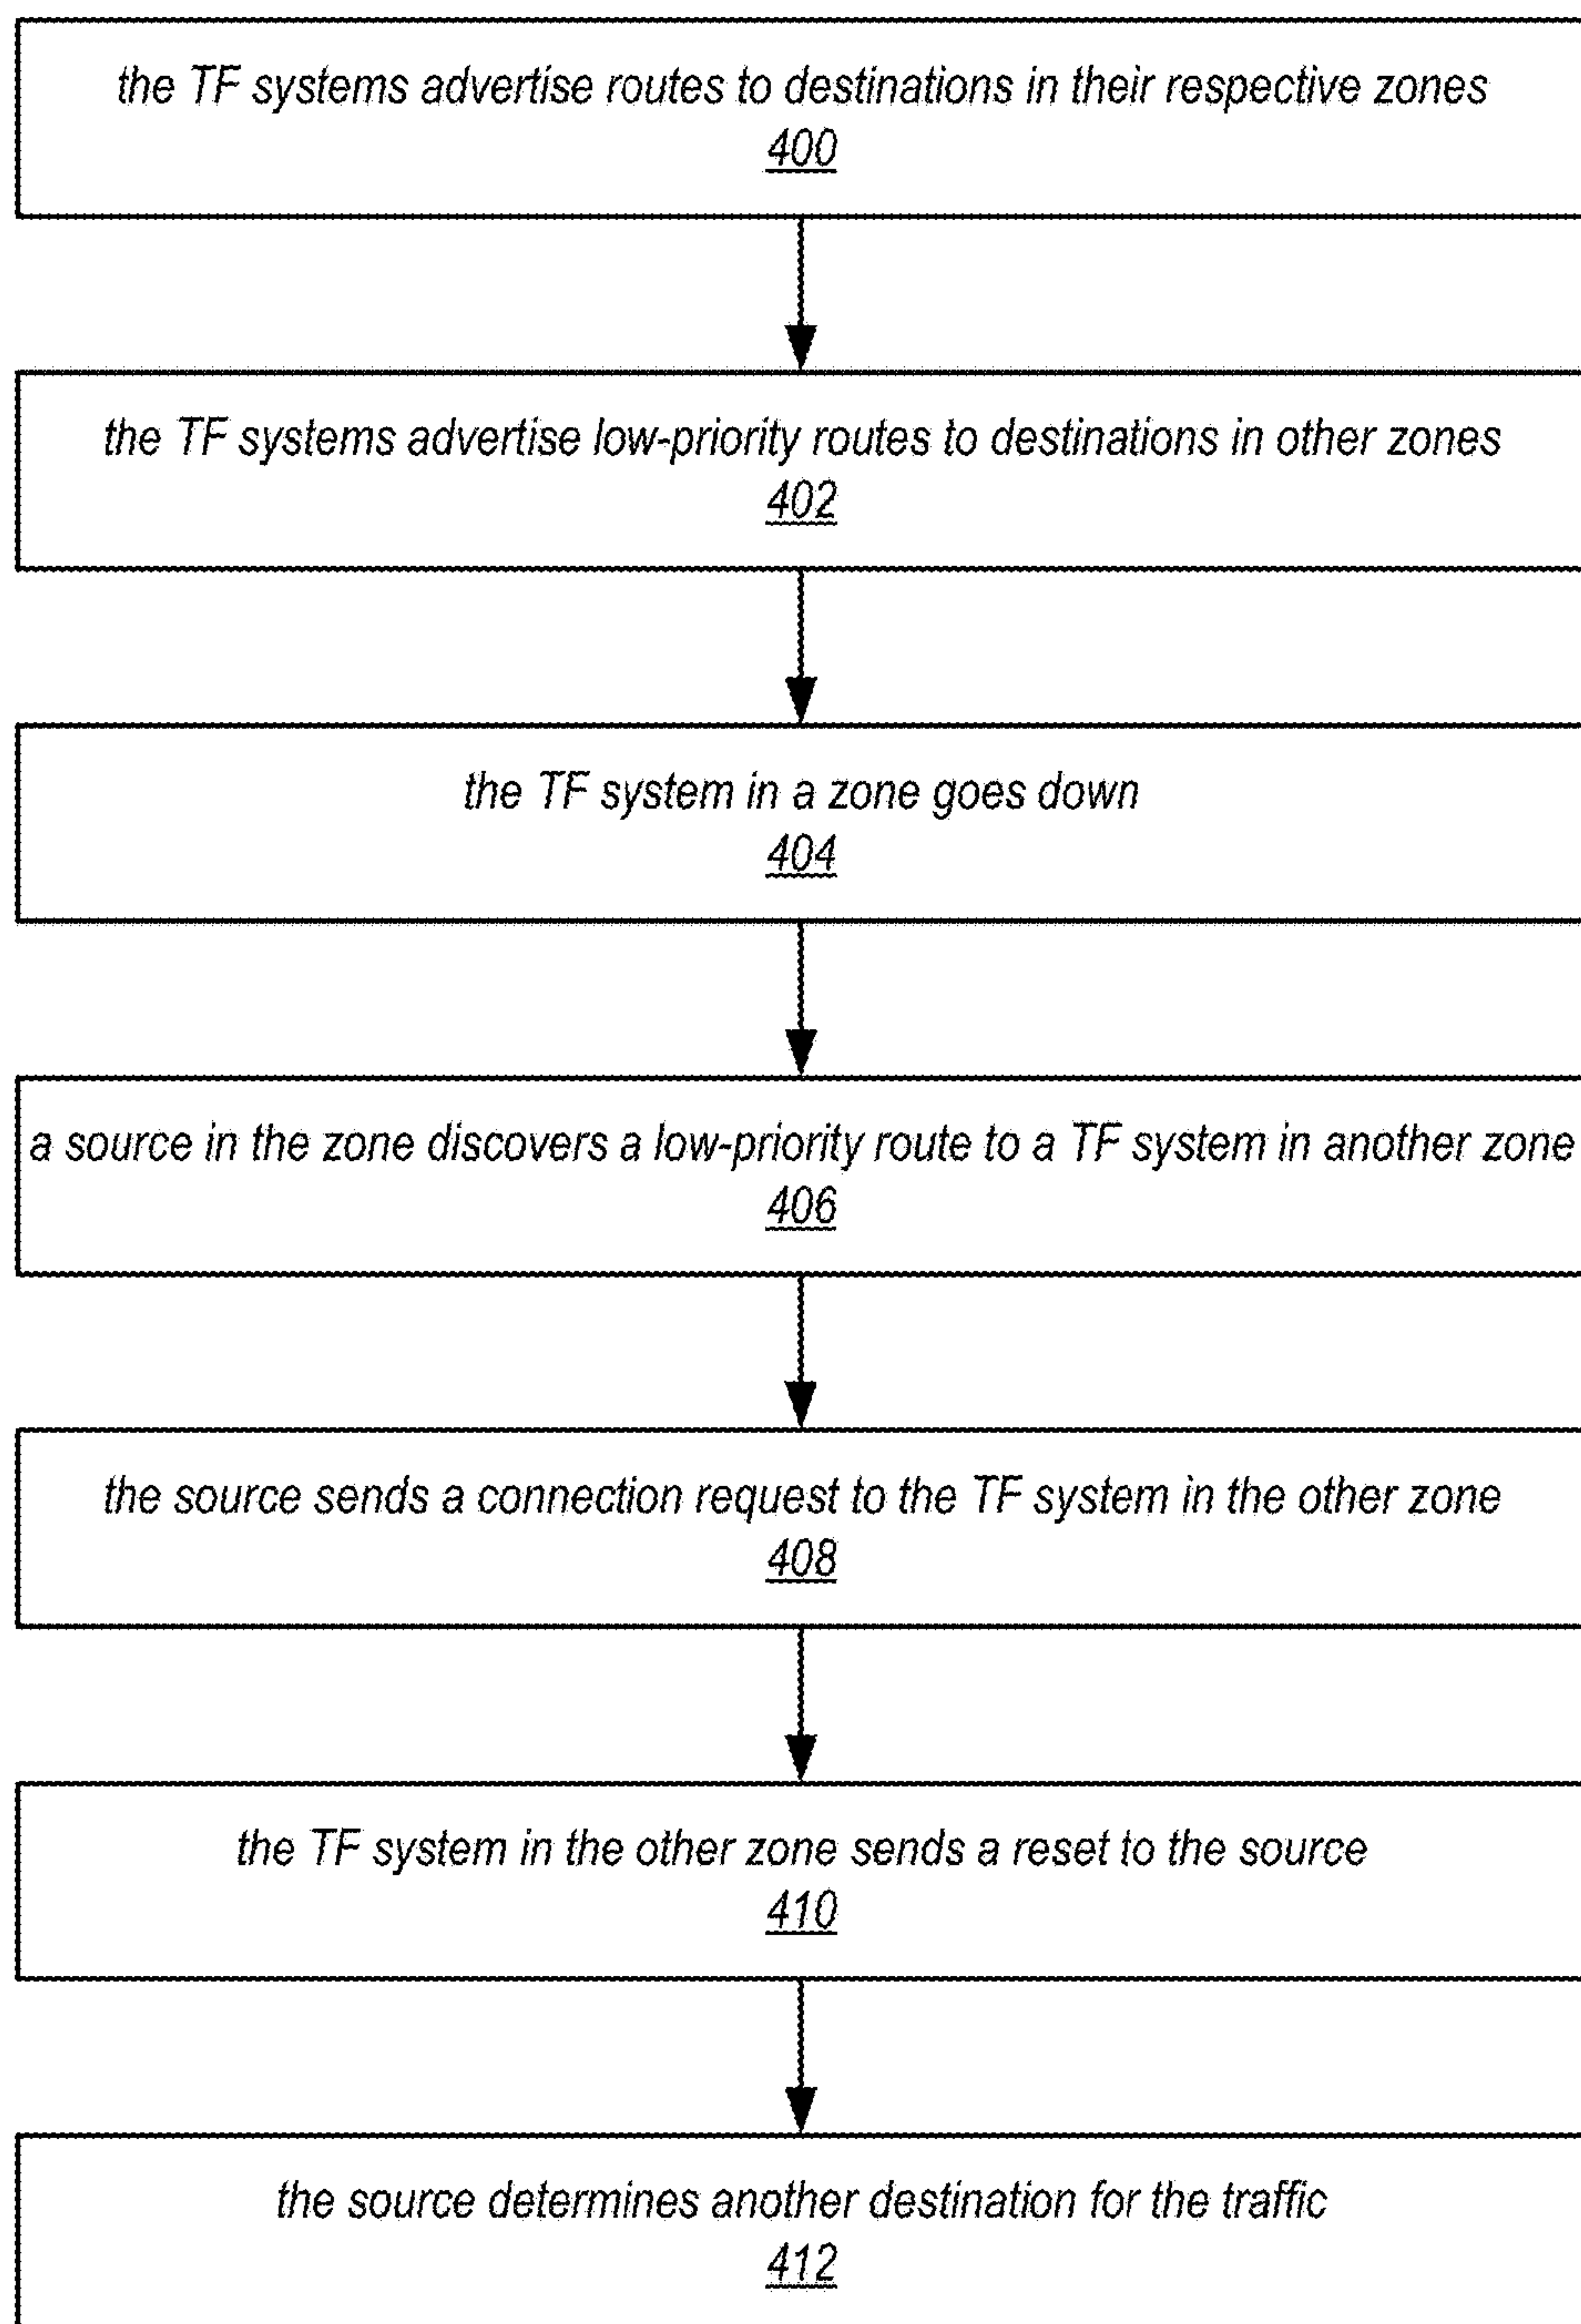 the TF systems advertise routes to destinations in their respective zones
400
the TF systems advertise low-priority routes to destinations in other zones
402
the TF system in a zone goes down
404
a source in the zone discovers a low-priority route to a TF system in another zone
406
the source sends a connection request to the TF system in the other zone
408
the TF system in the other zone sends a reset to the source
410
the source determines another destination for the traffic
412